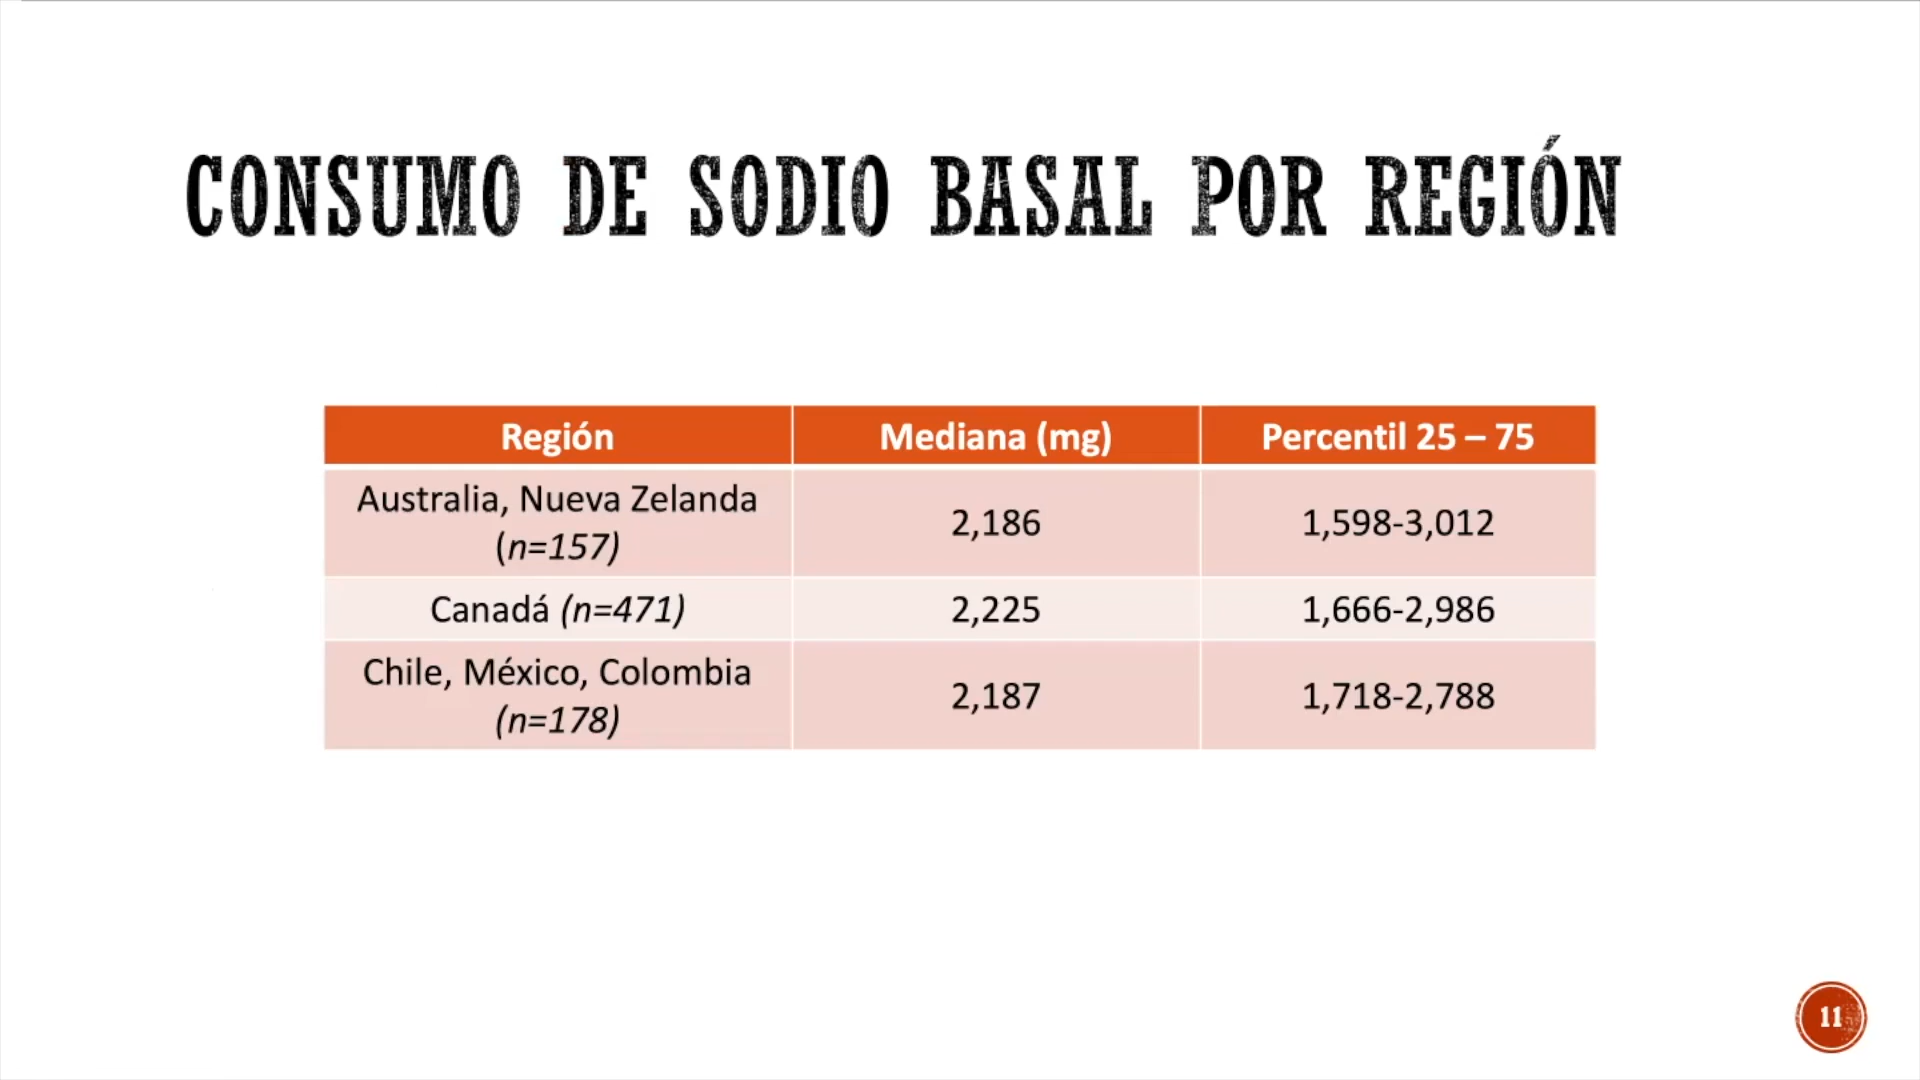 CONSUMO DE SODIO BASAL POR REGIÓN
Región Mediana (mg) Percentil 25 – 75
Australia, Nueva Zelanda
(n=157) 2,186 1,598-3,012
Canadá (n=471) 2,225 1,666-2,986
Chile, México, Colombia
(n=178) 2,187 1,718-2,788
11